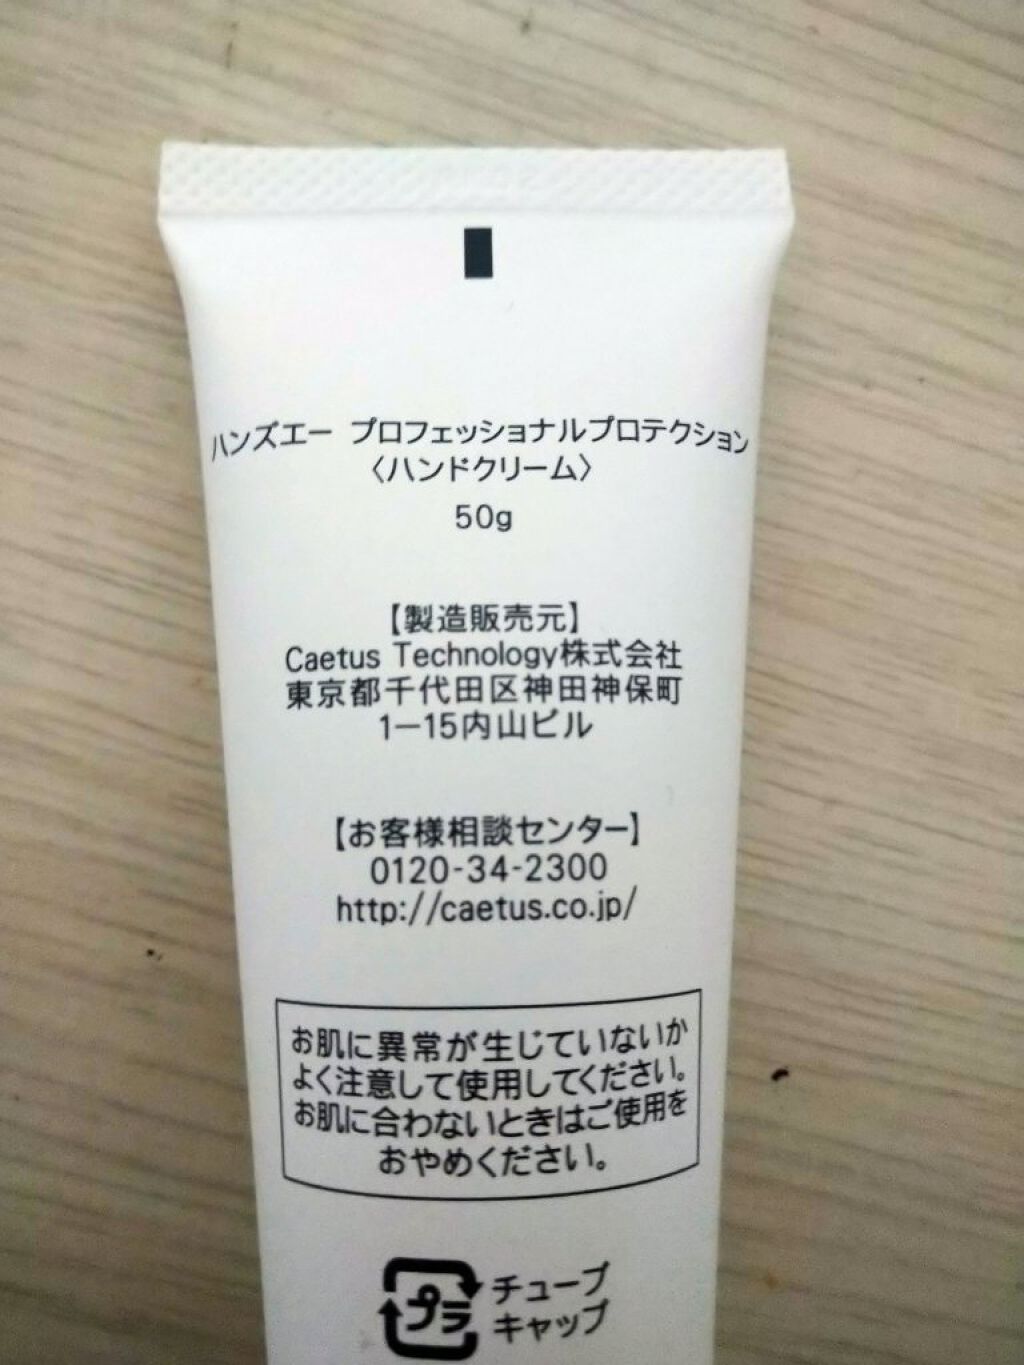 ハンズエー プロフェッショナルプロテクション
〈ハンドクリーム〉
50g
【製造販売元】
Caetus Technology株式会社
東京都千代田区神田神保町
1−15内山ビル
【お客様相談センター】
0120-34-2300
http://caetus.co.jp/
お肌に異常が生じていないか
よく注意して使用してください。
お肌に合わないときはご使用を
おやめください。
プラ チューブ
キャップ